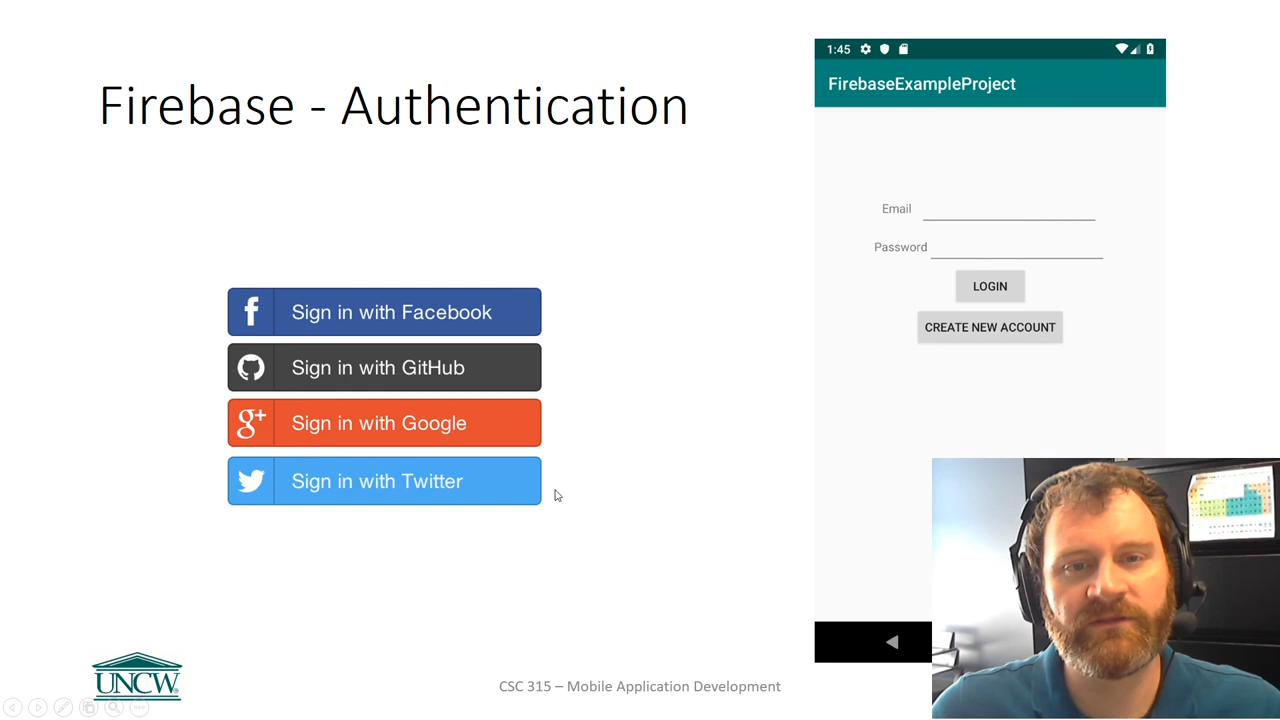 Firebase - Authentication
Sign in with Facebook
Sign in with GitHub
Sign in with Google
Sign in with Twitter
1:45
FirebaseExampleProject
Email
Password
LOGIN
CREATE NEW ACCOUNT
UNCW
CSC 315 – Mobile Application Development